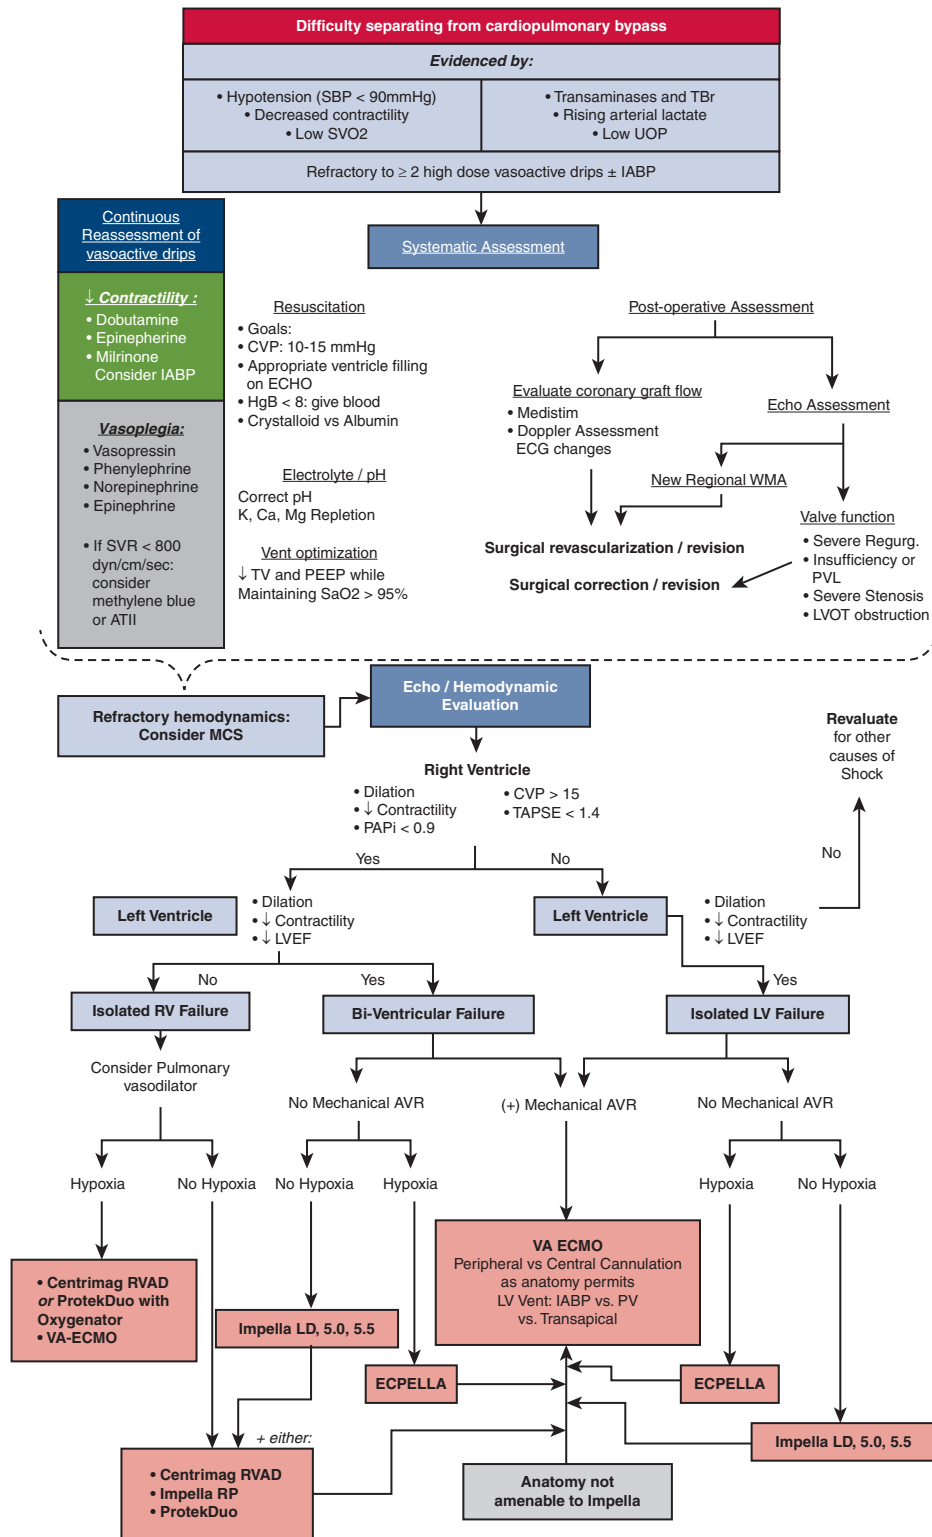 Difficulty separating from cardiopulmonary bypass
Evidenced by:
• Hypotension (SBP < 90mmHg)
• Decreased contractility
• Low SVO2
• Transaminases and TBr
• Rising arterial lactate
• Low UOP
Refractory to ≥ 2 high dose vasoactive drips ± IABP
Continuous
Reassessment of
vasoactive drips
Systematic Assessment
↓ Contractility :
• Dobutamine
• Epinepherine
• Milrinone
Consider IABP
Vasoplegia:
• Vasopressin
• Phenylephrine
• Norepinephrine
• Epinephrine
• If SVR < 800
dyn/cm/sec:
consider
methylene blue
or ATII
Resuscitation
• Goals:
• CVP: 10-15 mmHg
• Appropriate ventricle filling
on ECHO
• HgB < 8: give blood
• Crystalloid vs Albumin
Electrolyte / pH
Correct pH
K, Ca, Mg Repletion
Vent optimization
↓ TV and PEEP while
Maintaining SaO2 > 95%
Post-operative Assessment
Evaluate coronary graft flow
• Medistim
• Doppler Assessment
ECG changes
Echo Assessment
New Regional WMA
Valve function
• Severe Regurg.
• Insufficiency or
PVL
• Severe Stenosis
• LVOT obstruction
Surgical revascularization / revision
Surgical correction / revision
Refractory hemodynamics:
Consider MCS
Echo / Hemodynamic
Evaluation
Revaluate
for other
causes of
Shock
Right Ventricle
• Dilation
• ↓ Contractility
• PAPi < 0.9
• CVP > 15
• TAPSE < 1.4
Yes
No
No
Left Ventricle
• Dilation
• ↓ Contractility
• ↓ LVEF
Left Ventricle
• Dilation
• ↓ Contractility
• ↓ LVEF
No
Yes
Yes
Isolated RV Failure
Bi-Ventricular Failure
Isolated LV Failure
Consider Pulmonary
vasodilator
No Mechanical AVR
(+) Mechanical AVR
No Mechanical AVR
Hypoxia
No Hypoxia
No Hypoxia
Hypoxia
Hypoxia
No Hypoxia
VA ECMO
Peripheral vs Central Cannulation
as anatomy permits
LV Vent: IABP vs. PV
vs. Transapical
• Centrimag RVAD
or ProtekDuo with
Oxygenator
• VA-ECMO
Impella LD, 5.0, 5.5
ECPELLA
ECPELLA
Impella LD, 5.0, 5.5
+ either:
• Centrimag RVAD
• Impella RP
• ProtekDuo
Anatomy not
amenable to Impella